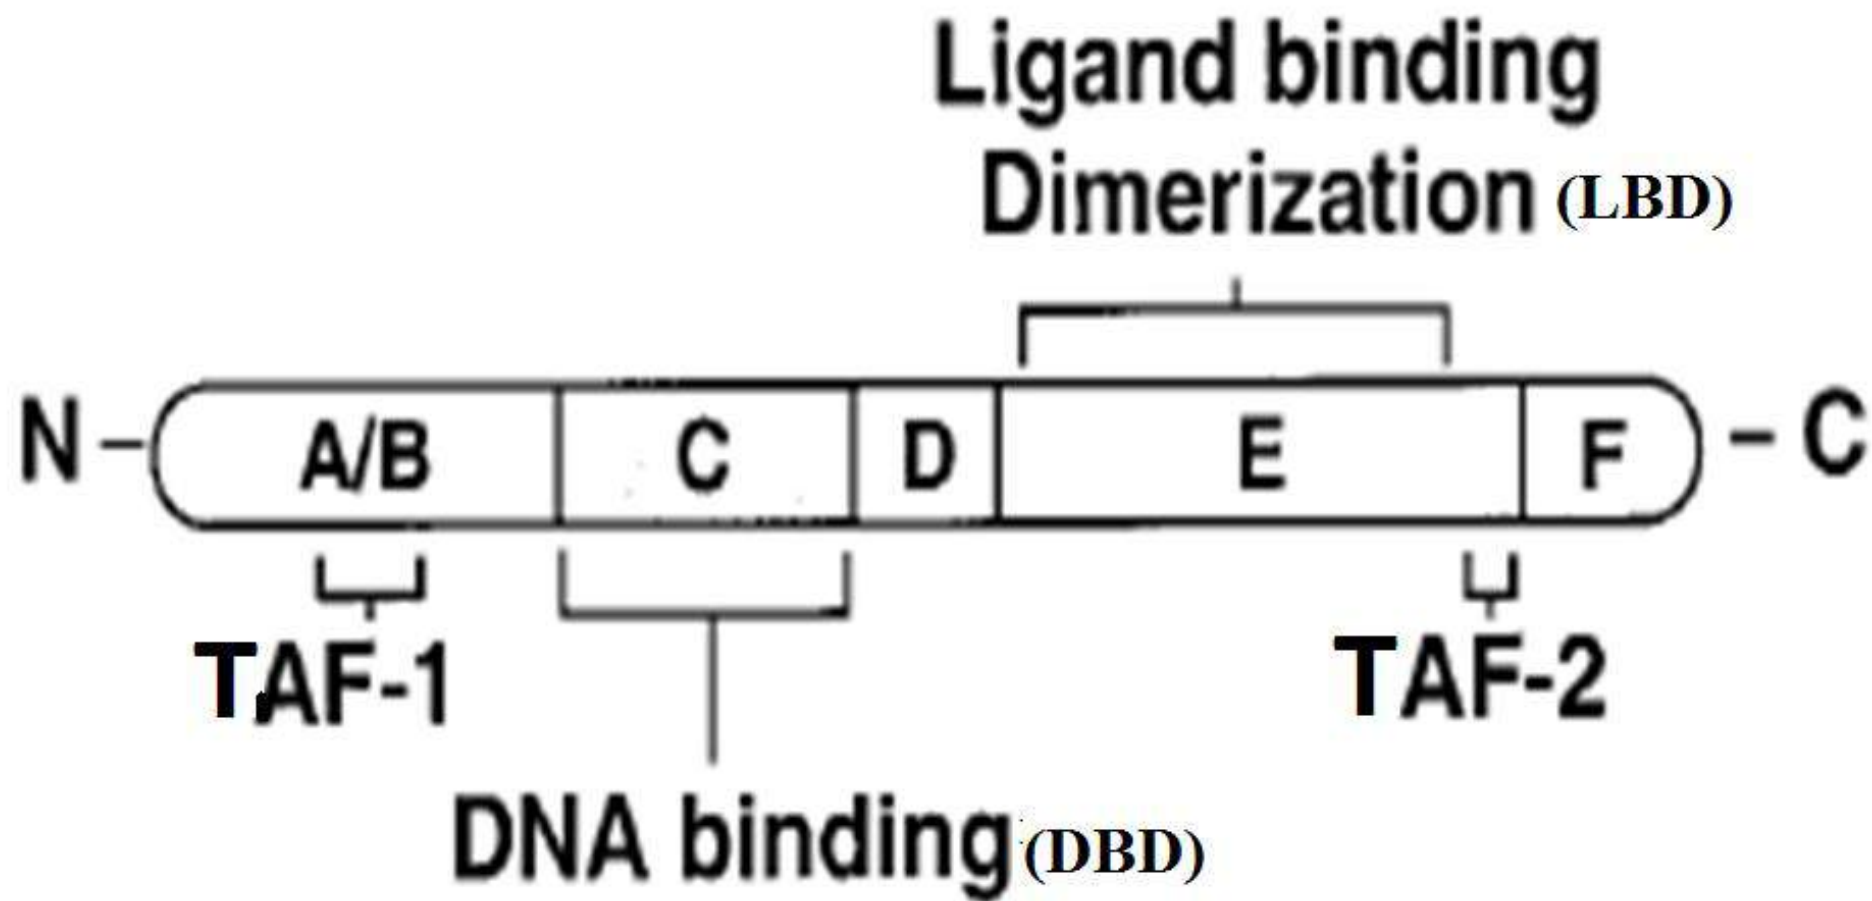 Ligand binding
Dimerization (LBD)
N – A/B C D E F – C
TAF-1 TAF-2
DNA binding (DBD)